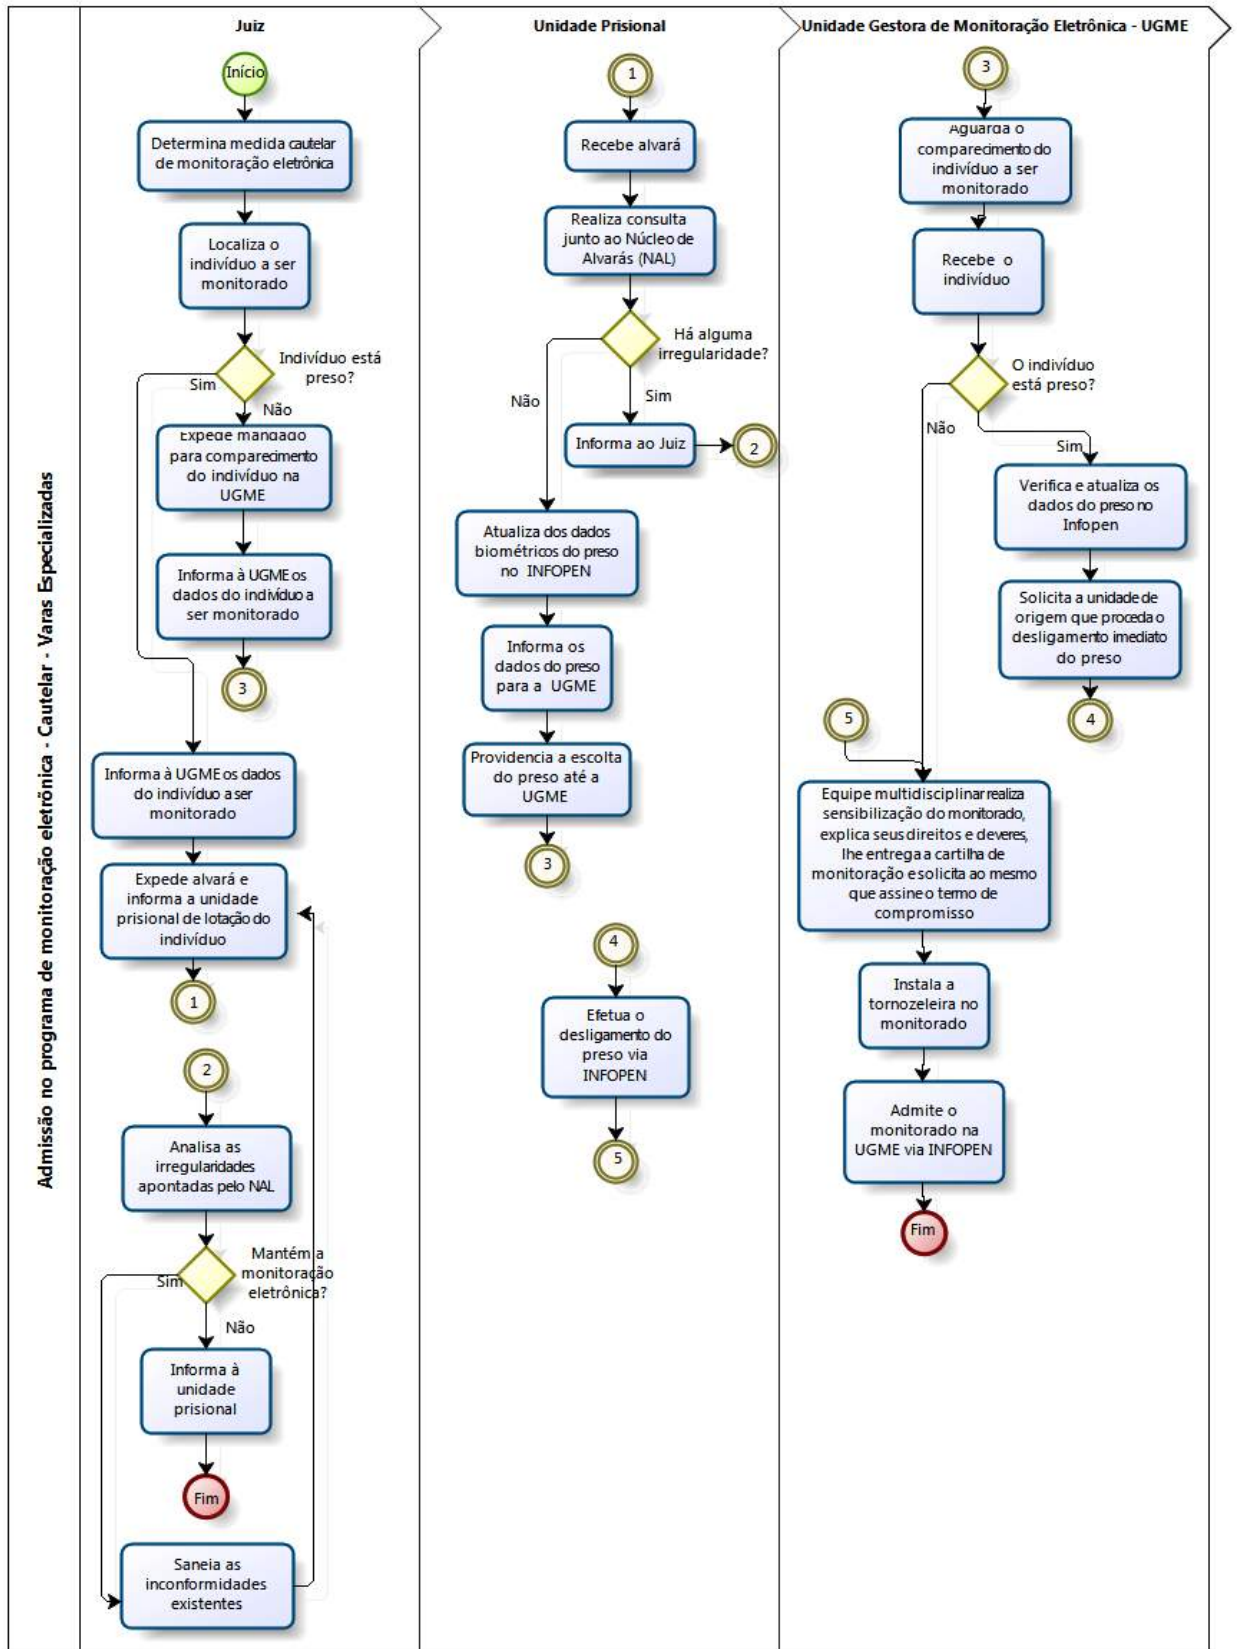 Admissão no programa de monitoração eletrônica - Cautelar - Varas Especializadas
Juiz
Início
Determina medida cautelar
de monitoração eletrônica
Localiza o
indivíduo a ser
monitorado
Indivíduo está
preso?
Sim
Não
Expede mandado
para comparecimento
do indivíduo na
UGME
Informa à UGME os
dados do indivíduo a
ser monitorado
3
Informa à UGME os dados
do indivíduo a ser
monitorado
Expede alvará e
informa a unidade
prisional de lotação do
indivíduo
1
2
Analisa as
irregularidades
apontadas pelo NAL
Mantém a
monitoração
eletrônica?
Sim
Não
Informa à
unidade
prisional
Fim
Saneia as
inconformidades
existentes
Unidade Prisional
1
Recebe alvará
Realiza consulta
junto ao Núcleo de
Alvarás (NAL)
Há alguma
irregularidade?
Não
Sim
Informa ao Juiz
2
Atualiza dos dados
biométricos do preso
no INFOPEN
Informa os
dados do preso
para a UGME
Providencia a escolta
do preso até a
UGME
3
4
Efetua o
desligamento do
preso via
INFOPEN
5
Unidade Gestora de Monitoração Eletrônica - UGME
3
Aguarda o
comparecimento do
indivíduo a ser
monitorado
Recebe o
indivíduo
O indivíduo
está preso?
Não
Sim
Verifica e atualiza os
dados do preso no
Infopen
Solicita a unidade de
origem que proceda o
desligamento imediato
do preso
4
5
Equipe multidisciplinar realiza
sensibilização do monitorado,
explica seus direitos e deveres,
lhe entrega a cartilha de
monitoração e solicita ao mesmo
que assine o termo de
compromisso
Instala a
tornozeleira no
monitorado
Admite o
monitorado na
UGME via INFOPEN
Fim